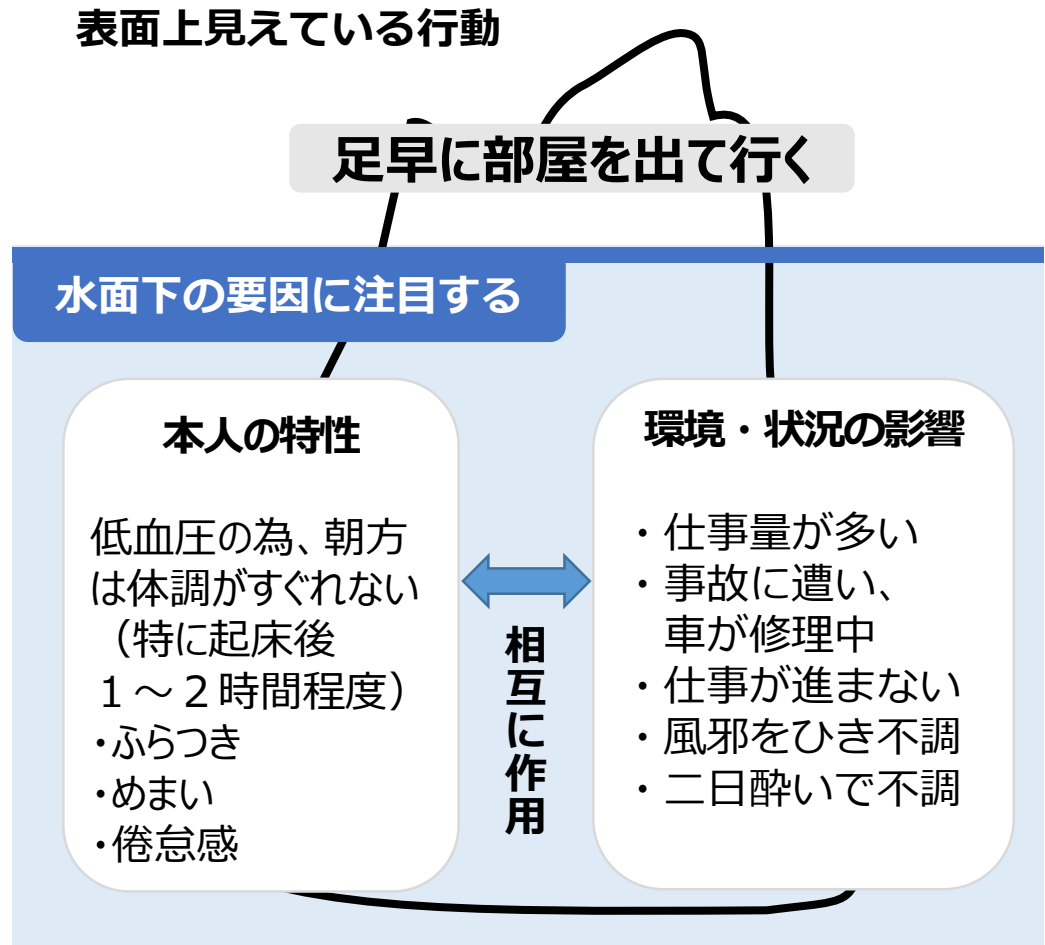 表面上見えている行動
足早に部屋を出て行く
水面下の要因に注目する
本人の特性
低血圧の為、朝方
は体調がすぐれない
（特に起床後
１～２時間程度）
・ふらつき
・めまい
・倦怠感
相互に作用
環境・状況の影響
・仕事量が多い
・事故に遭い、
車が修理中
・仕事が進まない
・風邪をひき不調
・二日酔いで不調